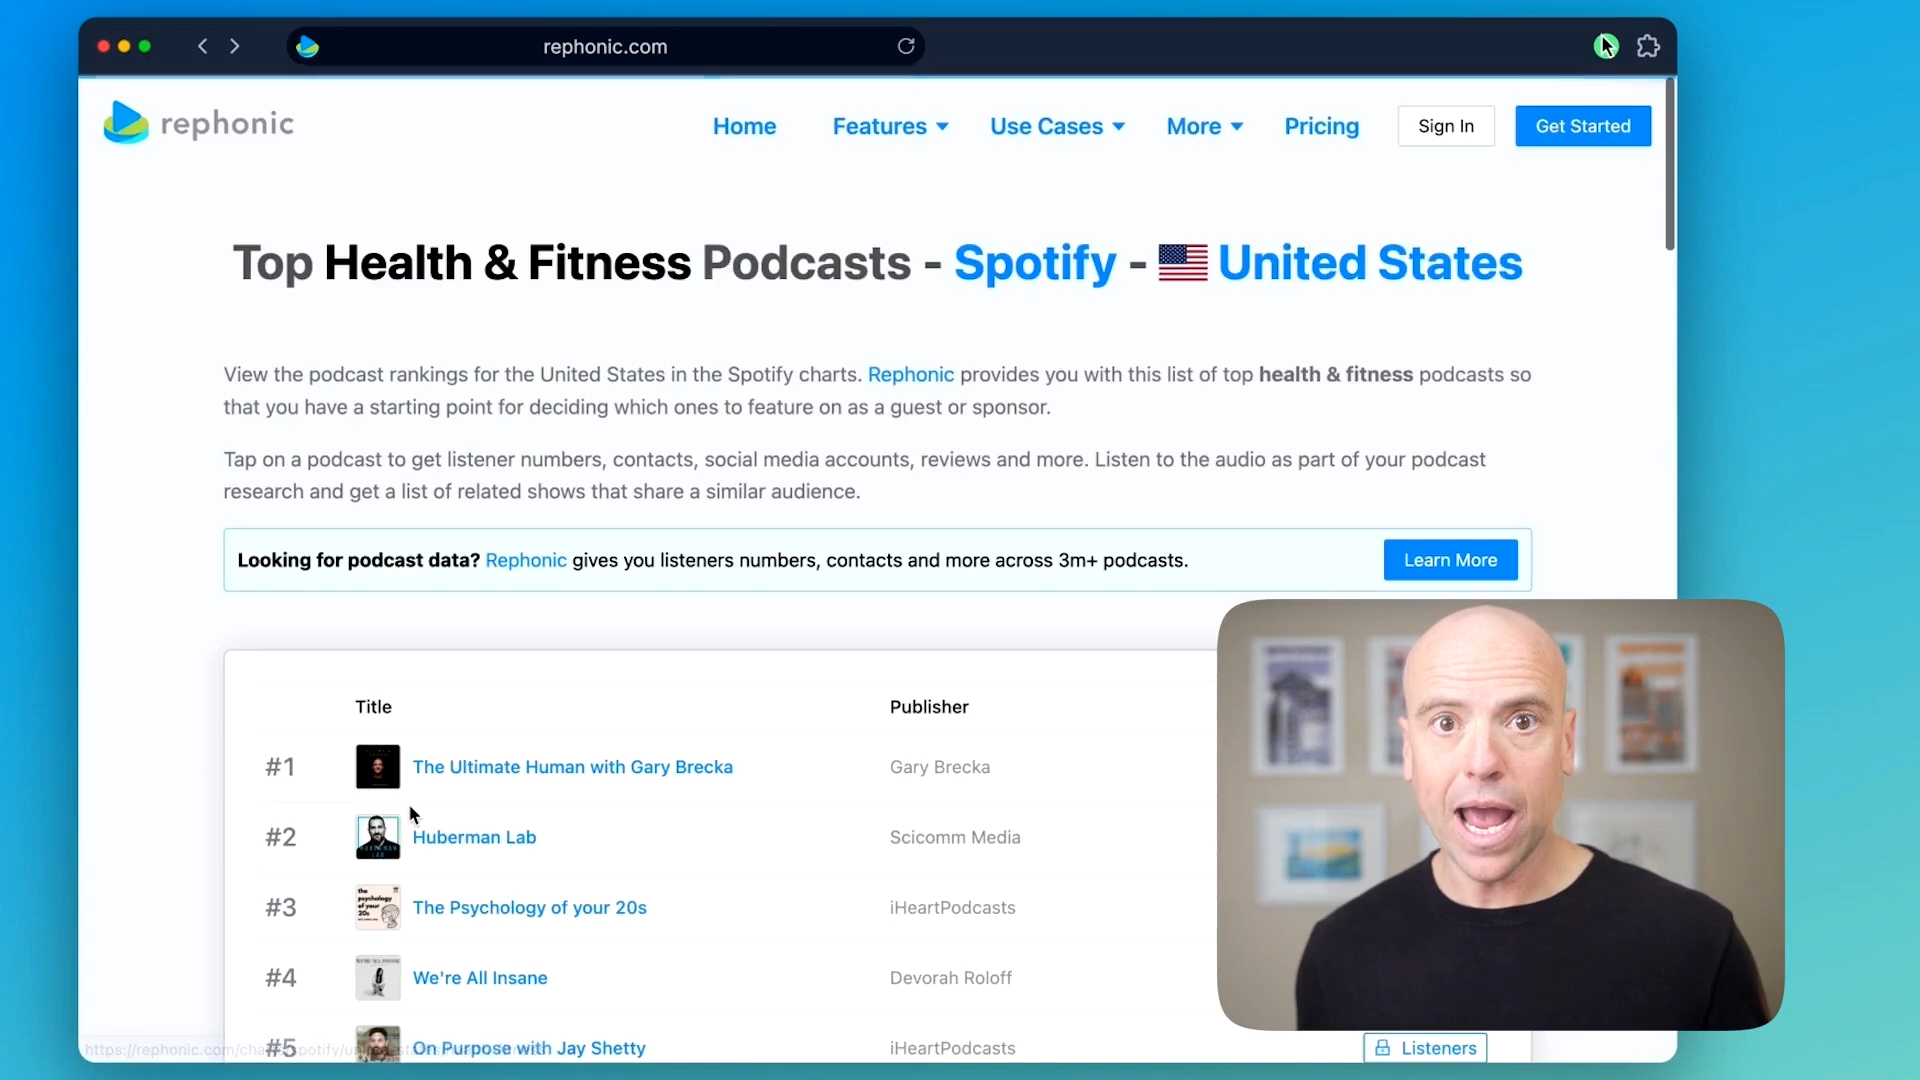 rephonic.com
rephonic
Home
Features
Use Cases
More
Pricing
Sign In
Get Started
Top Health & Fitness Podcasts - Spotify - United States
View the podcast rankings for the United States in the Spotify charts. Rephonic provides you with this list of top health & fitness podcasts so
that you have a starting point for deciding which ones to feature on as a guest or sponsor.
Tap on a podcast to get listener numbers, contacts, social media accounts, reviews and more. Listen to the audio as part of your podcast
research and get a list of related shows that share a similar audience.
Looking for podcast data? Rephonic gives you listeners numbers, contacts and more across 3m+ podcasts.
Learn More
Title
Publisher
#1
The Ultimate Human with Gary Brecka
Gary Brecka
#2
Huberman Lab
Scicomm Media
#3
the
psychology
of your
20s
The Psychology of your 20s
iHeartPodcasts
#4
We're All Insane
Devorah Roloff
#5
On Purpose with Jay Shetty
iHeartPodcasts
Listeners